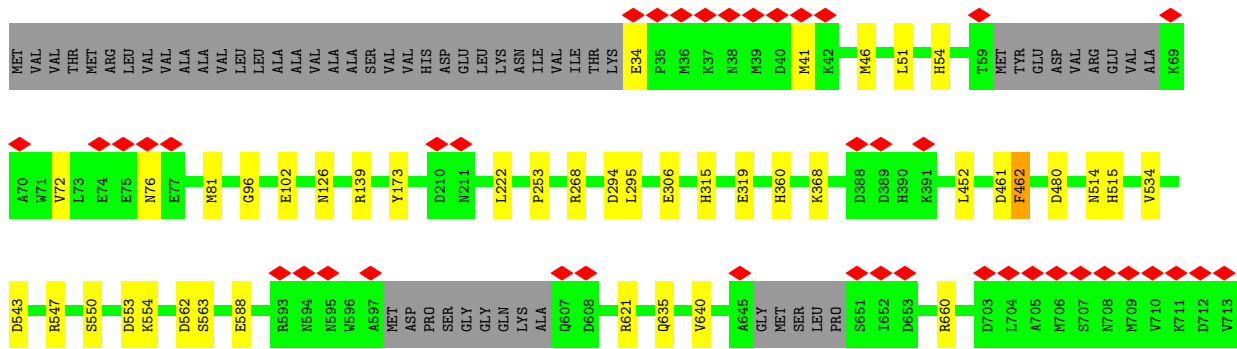 MET VAL VAL THR MET ARG LEU VAL VAL ALA ALA ALA VAL LEU LEU ALA ALA ALA VAL ALA ALA SER VAL VAL HIS ASP GLU LEU LYS ASN ILE VAL ILE THR LYS E34 P35 M36 K37 N38 M39 D40 M41 K42 M46 L51 H54 T59 MET TYR GLU ASP VAL ARG GLU VAL ALA K69
A70 W71 V72 L73 E74 E75 N76 E77 M81 G96 E102 N126 R139 Y173 D210 N211 L222 P253 R268 D294 L295 E306 H315 E319 H360 K368 D388 D389 H390 K391 L452 D461 F462 D480 N514 H515 V534
D543 R547 S550 D553 K554 D562 S563 E588 R593 N594 N595 W596 A597 MET ASP PRO SER GLY GLY GLN LYS ALA Q607 D608 R621 Q635 V640 A645 GLY MET SER LEU PRO S651 I652 D653 R660 D703 L704 A705 M706 S707 N708 M709 V710 K711 D712 V713